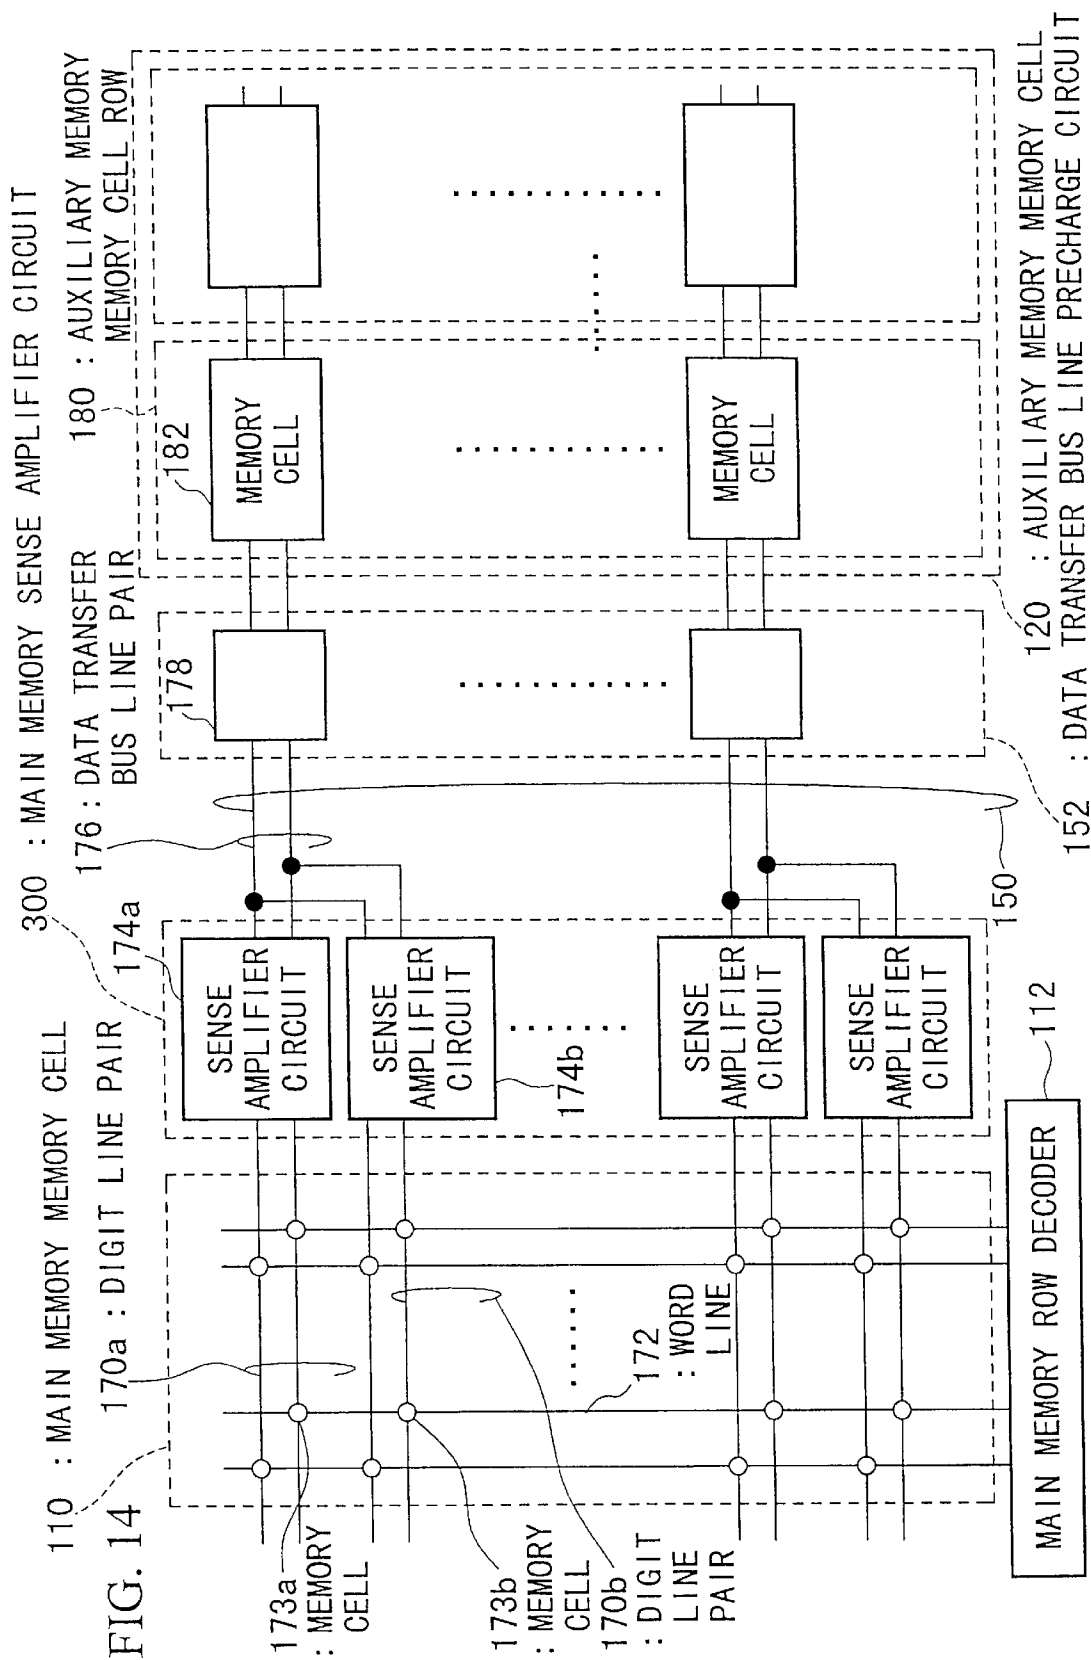 FIG. 14
110 : MAIN MEMORY MEMORY CELL
170a : DIGIT LINE PAIR
300 : MAIN MEMORY SENSE AMPLIFIER CIRCUIT
174a
176 : DATA TRANSFER
BUS LINE PAIR
178
180 : AUXILIARY MEMORY
MEMORY CELL ROW
182
SENSE
AMPLIFIER
CIRCUIT
MEMORY
CELL
173a
: MEMORY
CELL
SENSE
AMPLIFIER
CIRCUIT
174b
173b
: MEMORY
CELL
170b
: DIGIT
LINE
PAIR
172
: WORD
LINE
SENSE
AMPLIFIER
CIRCUIT
MEMORY
CELL
SENSE
AMPLIFIER
CIRCUIT
150
MAIN MEMORY ROW DECODER
112
120 : AUXILIARY MEMORY MEMORY CELL
152 : DATA TRANSFER BUS LINE PRECHARGE CIRCUIT